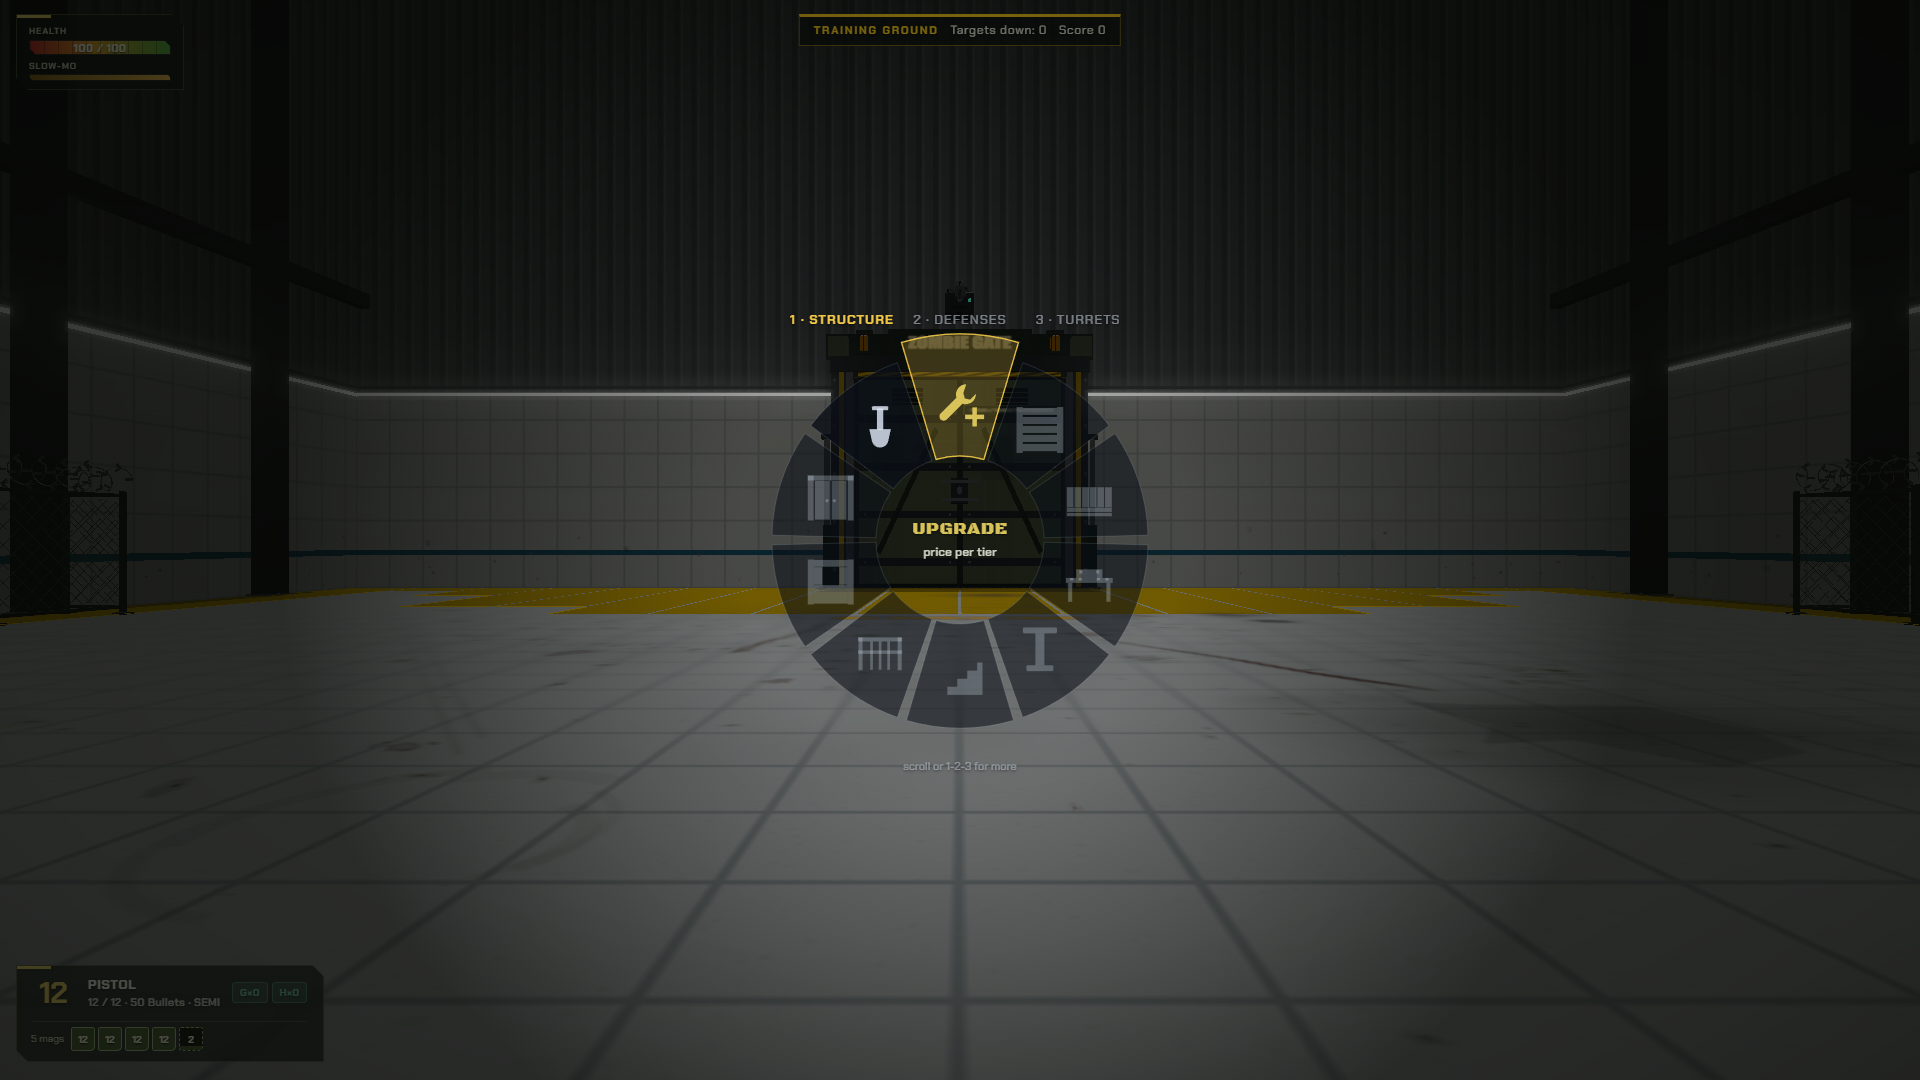 HEALTH
100 / 100
SLOW-MO
TRAINING GROUND Targets down: 0 Score 0
1 · STRUCTURE 2 · DEFENSES 3 · TURRETS
ZOMBIE GATE
UPGRADE
price per tier
scroll or 1-2-3 for more
12 PISTOL
12 / 12 · 50 Bullets · SEMI G×0 H×0
5 mags 12 12 12 12 2